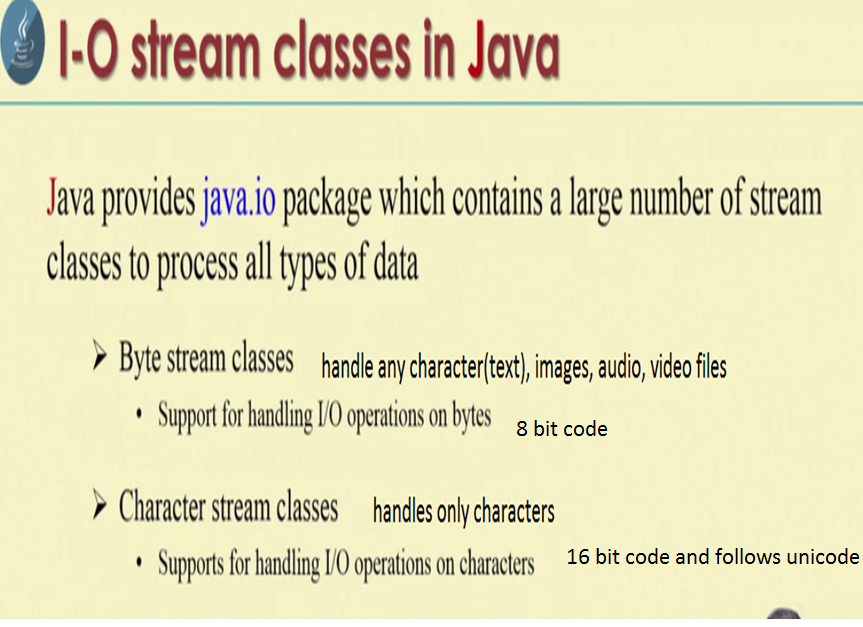 I-O stream classes in Java
Java provides java.io package which contains a large number of stream
classes to process all types of data
➤ Byte stream classes handle any character(text), images, audio, video files
• Support for handling I/O operations on bytes 8 bit code
➤ Character stream classes handles only characters
• Supports for handling I/O operations on characters 16 bit code and follows unicode